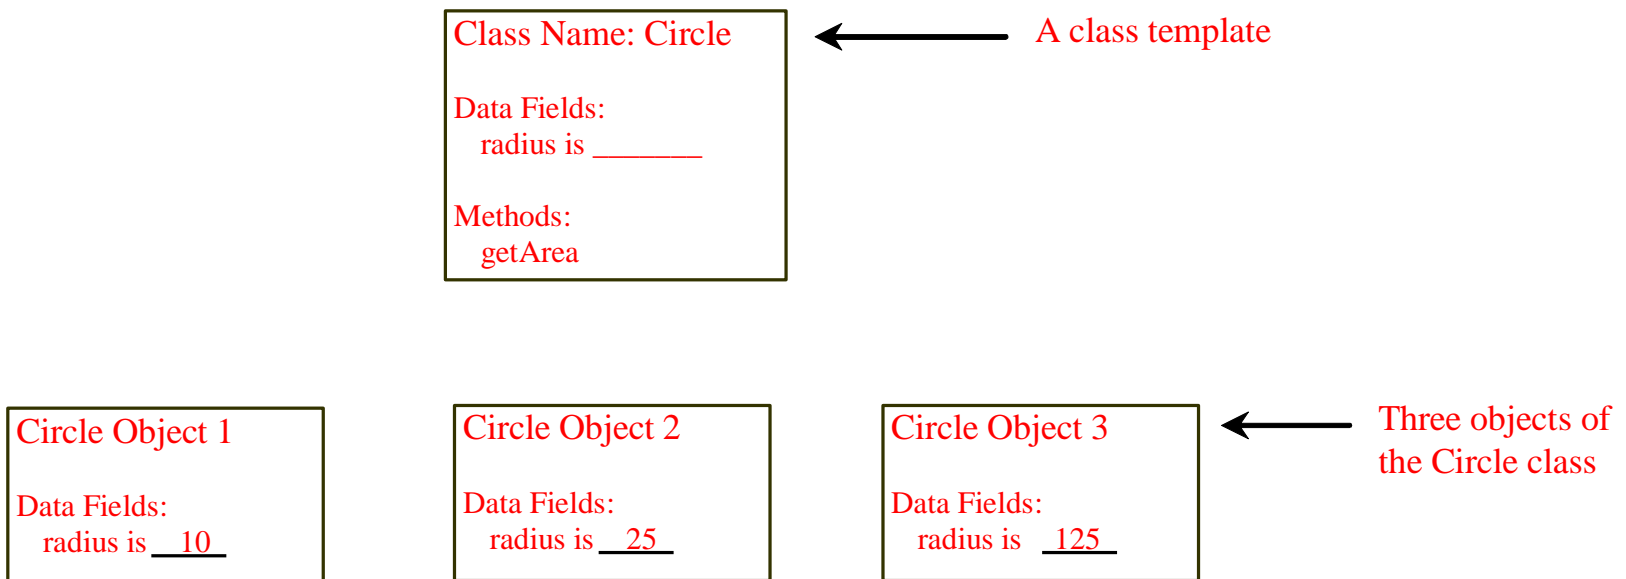 Class Name: Circle
A class template
Data Fields:
radius is _______
Methods:
getArea
Circle Object 1
Data Fields:
radius is 10
Circle Object 2
Data Fields:
radius is 25
Circle Object 3
Data Fields:
radius is 125
Three objects of
the Circle class